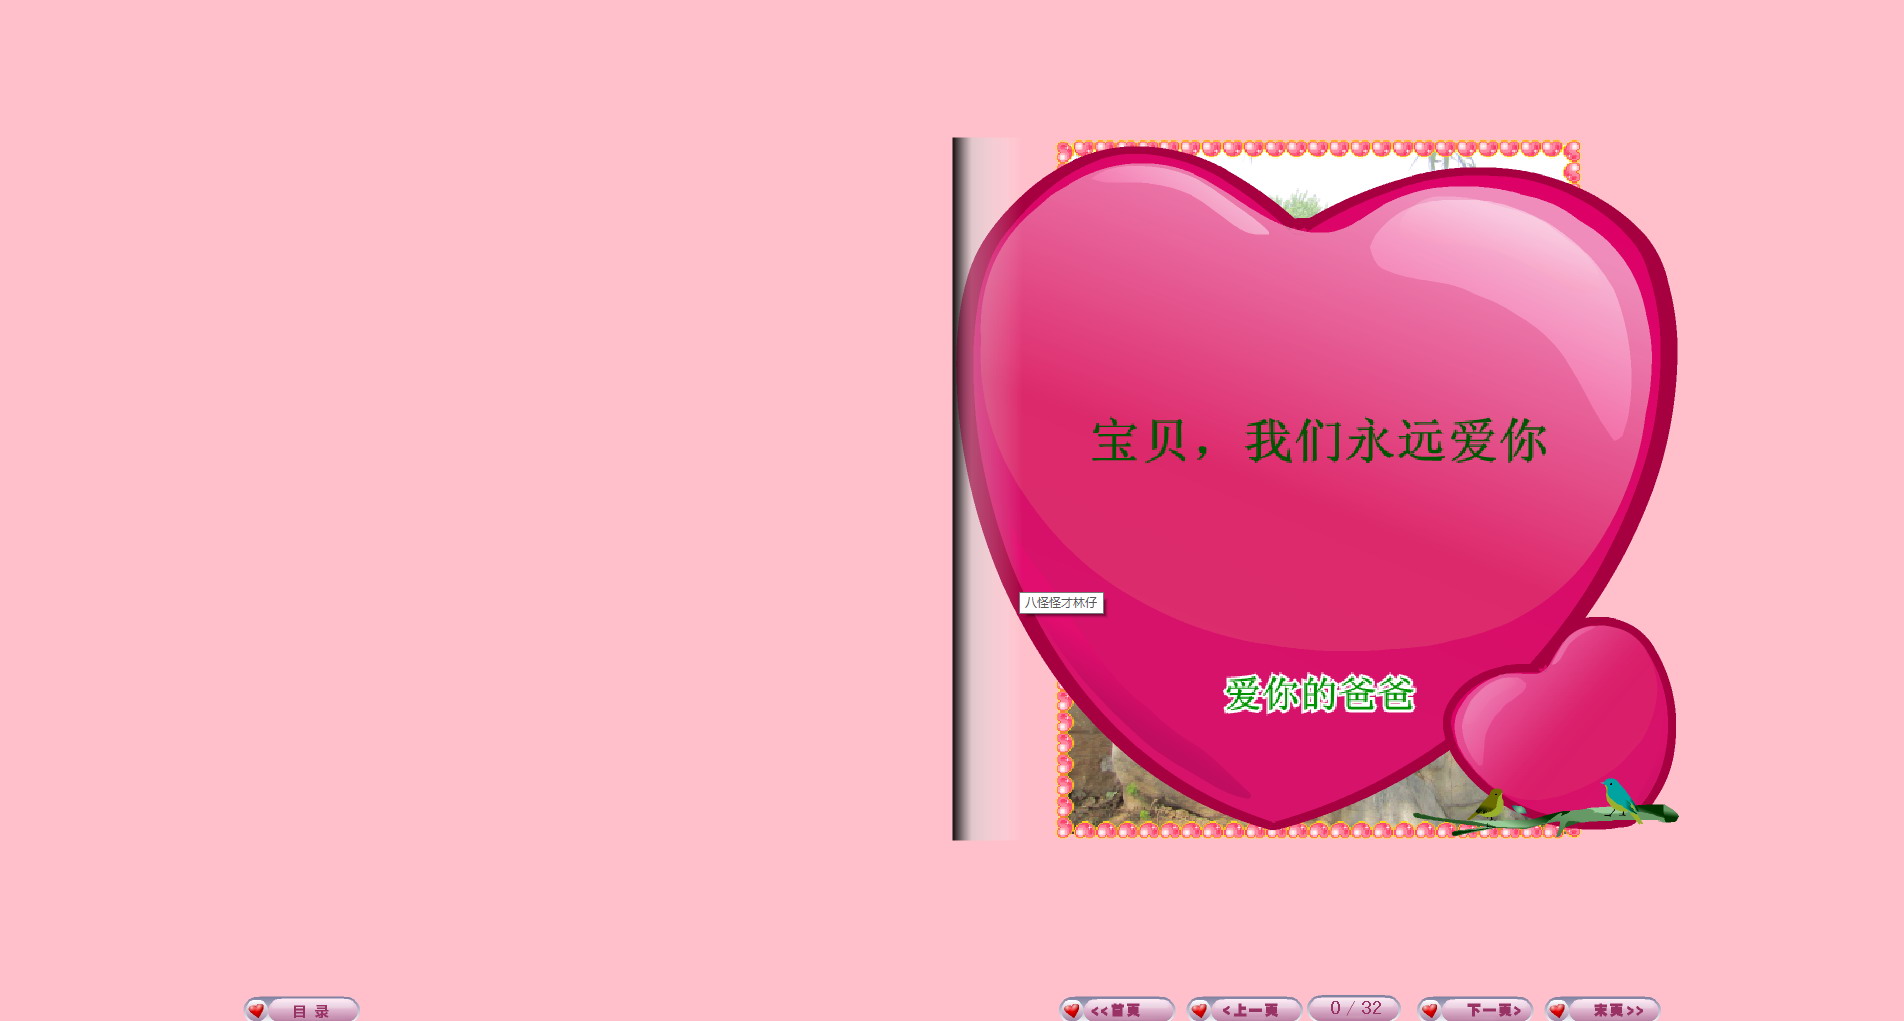 宝贝，我们永远爱你
八怪怪才林仔
爱你的爸爸
目 录
<<首页
<上一页
0 / 32
下一页>
末页>>